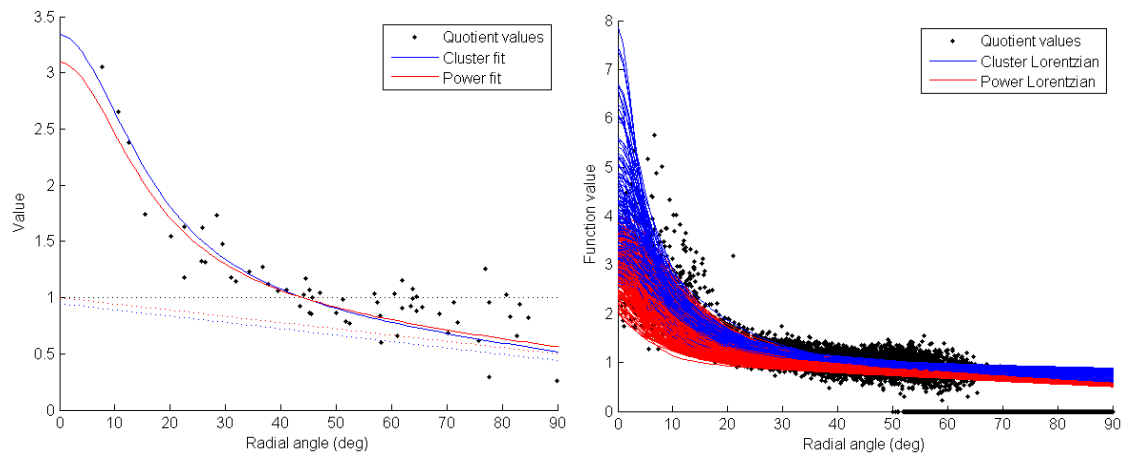 3.5
3
2.5
2
1.5
1
0.5
0
Value
0 10 20 30 40 50 60 70 80 90
Radial angle (deg)
Quotient values
Cluster fit
Power fit
8
7
6
5
4
3
2
1
0
Function value
0 10 20 30 40 50 60 70 80 90
Radial angle (deg)
Quotient values
Cluster Lorentzian
Power Lorentzian